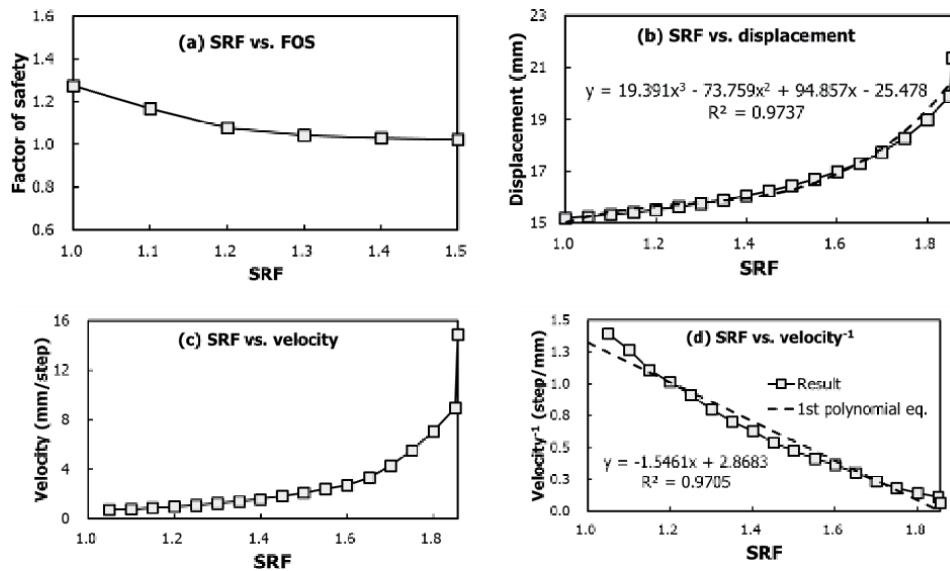 (a) SRF vs. FOS
Factor of safety
1.6
1.4
1.2
1.0
0.8
0.6
1.0 1.1 1.2 1.3 1.4 1.5
SRF
(b) SRF vs. displacement
y = 19.391x³ - 73.759x² + 94.857x - 25.478
R² = 0.9737
Displacement (mm)
23
21
19
17
15
1.0 1.2 1.4 1.6 1.8
SRF
(c) SRF vs. velocity
Velocity (mm/step)
16
12
8
4
0
1.0 1.2 1.4 1.6 1.8
SRF
(d) SRF vs. velocity⁻¹
Result
1st polynomial eq.
y = -1.5461x + 2.8683
R² = 0.9705
Velocity⁻¹ (step/mm)
1.5
1.3
1.0
0.8
0.5
0.3
0.0
1.0 1.2 1.4 1.6 1.8
SRF